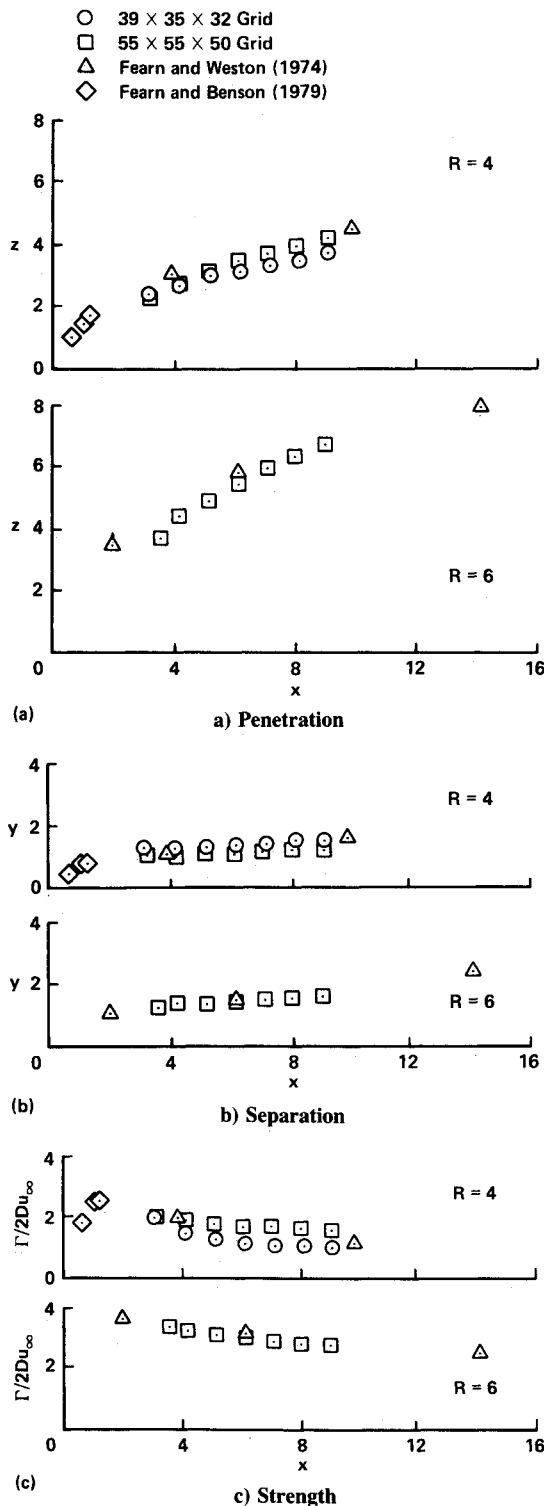 39 × 35 × 32 Grid
55 × 55 × 50 Grid
Fearn and Weston (1974)
Fearn and Benson (1979)
8
R = 4
6
z 4
2
0
8
6
z 4
2
R = 6
0 4 8 12 16
x
(a)
a) Penetration
4
R = 4
y 2
0
4
y 2
R = 6
0 4 8 12 16
x
(b)
b) Separation
4
Γ/2Du∞
R = 4
2
0
4
Γ/2Du∞
2
R = 6
0 4 8 12 16
x
(c)
c) Strength